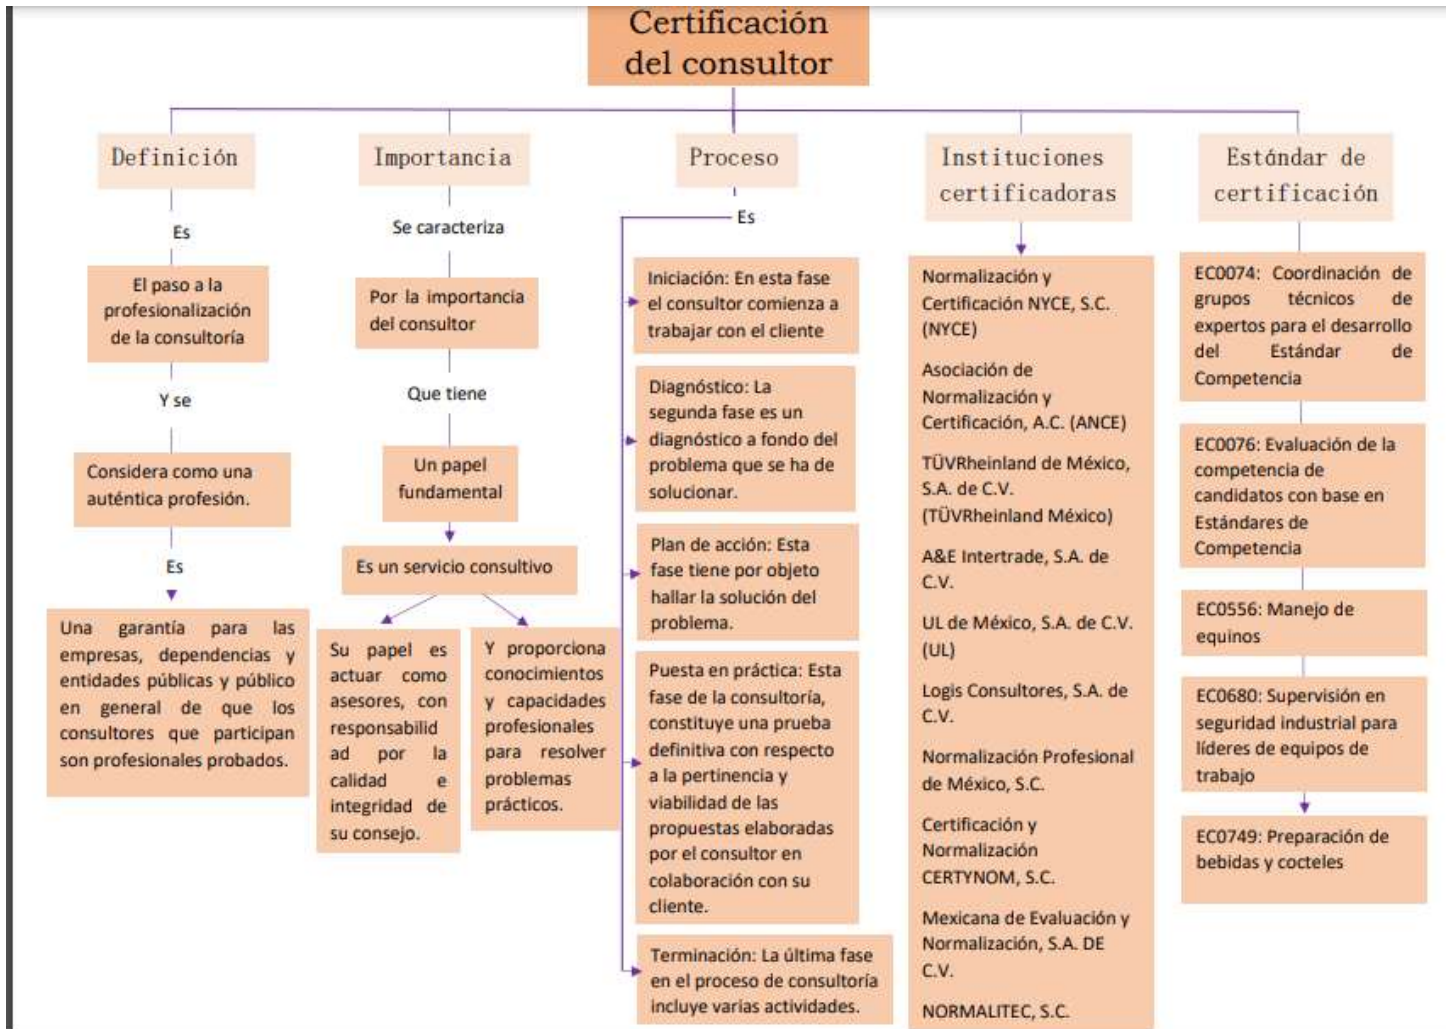 Certificación
del consultor
Definición
Es
El paso a la
profesionalización
de la consultoría
Y se
Considera como una
auténtica profesión.
Es
Una garantía para las
empresas, dependencias y
entidades públicas y público
en general de que los
consultores que participan
son profesionales probados.
Importancia
Se caracteriza
Por la importancia
del consultor
Que tiene
Un papel
fundamental
Es un servicio consultivo
Su papel es
actuar como
asesores, con
responsabilid
ad por la
calidad e
integridad de
su consejo.
Y proporciona
conocimientos
y capacidades
profesionales
para resolver
problemas
prácticos.
Proceso
Es
Iniciación: En esta fase
el consultor comienza a
trabajar con el cliente
Diagnóstico: La
segunda fase es un
diagnóstico a fondo del
problema que se ha de
solucionar.
Plan de acción: Esta
fase tiene por objeto
hallar la solución del
problema.
Puesta en práctica: Esta
fase de la consultoría,
constituye una prueba
definitiva con respecto
a la pertinencia y
viabilidad de las
propuestas elaboradas
por el consultor en
colaboración con su
cliente.
Terminación: La última fase
en el proceso de consultoría
incluye varias actividades.
Instituciones
certificadoras
Normalización y
Certificación NYCE, S.C.
(NYCE)
Asociación de
Normalización y
Certificación, A.C. (ANCE)
TÜVRheinland de México,
S.A. de C.V.
(TÜVRheinland México)
A&E Intertrade, S.A. de
C.V.
UL de México, S.A. de C.V.
(UL)
Logis Consultores, S.A. de
C.V.
Normalización Profesional
de México, S.C.
Certificación y
Normalización
CERTYNOM, S.C.
Mexicana de Evaluación y
Normalización, S.A. DE
C.V.
NORMALITEC, S.C.
Estándar de
certificación
EC0074: Coordinación de
grupos técnicos de
expertos para el desarrollo
del Estándar de
Competencia
EC0076: Evaluación de la
competencia de
candidatos con base en
Estándares de
Competencia
EC0556: Manejo de
equinos
EC0680: Supervisión en
seguridad industrial para
líderes de equipos de
trabajo
EC0749: Preparación de
bebidas y cocteles